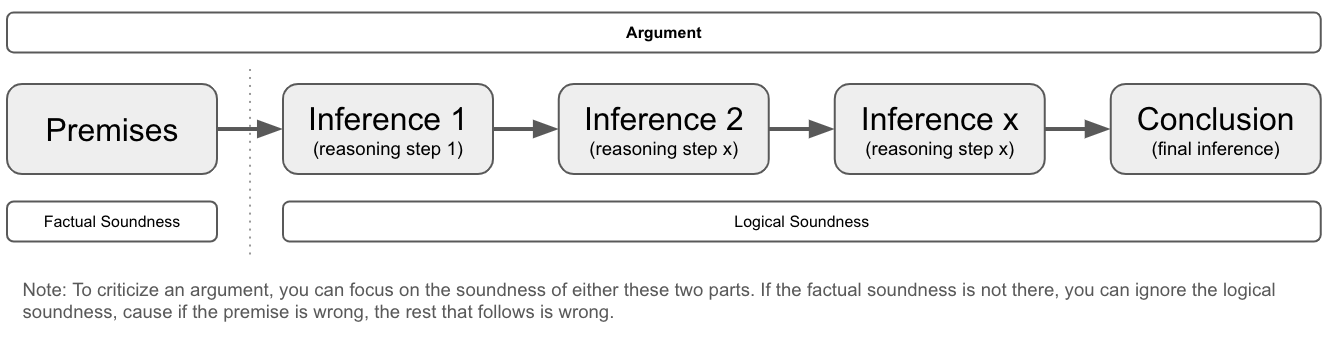 Argument
Premises
Inference 1
(reasoning step 1)
Inference 2
(reasoning step x)
Inference x
(reasoning step x)
Conclusion
(final inference)
Factual Soundness
Logical Soundness
Note: To criticize an argument, you can focus on the soundness of either these two parts. If the factual soundness is not there, you can ignore the logical
soundness, cause if the premise is wrong, the rest that follows is wrong.